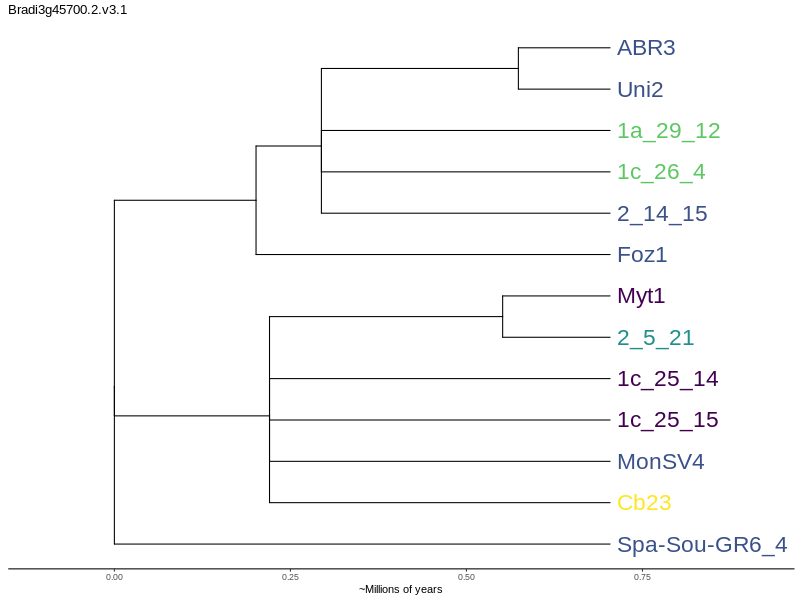 Bradi3g45700.2.v3.1
ABR3
Uni2
1a_29_12
1c_26_4
2_14_15
Foz1
Myt1
2_5_21
1c_25_14
1c_25_15
MonSV4
Cb23
Spa-Sou-GR6_4
0.00 0.25 0.50 0.75
~Millions of years